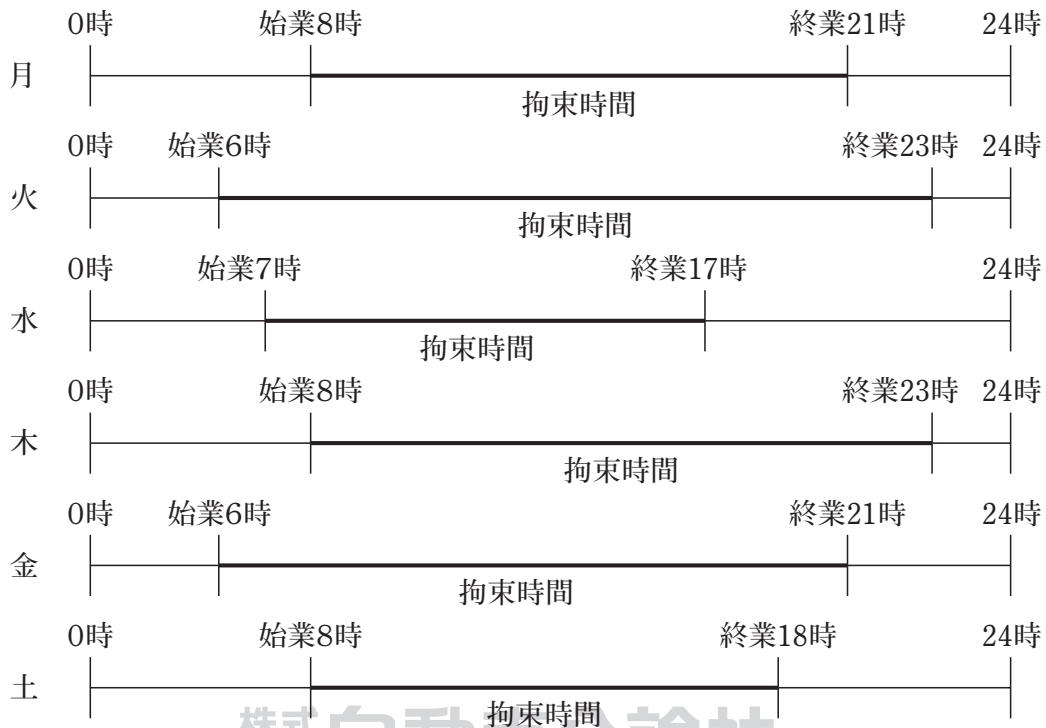 0時 始業8時 終業21時 24時
月
拘束時間
0時 始業6時 終業23時 24時
火
拘束時間
0時 始業7時 終業17時 24時
水
拘束時間
0時 始業8時 終業23時 24時
木
拘束時間
0時 始業6時 終業21時 24時
金
拘束時間
0時 始業8時 終業18時 24時
土
拘束時間